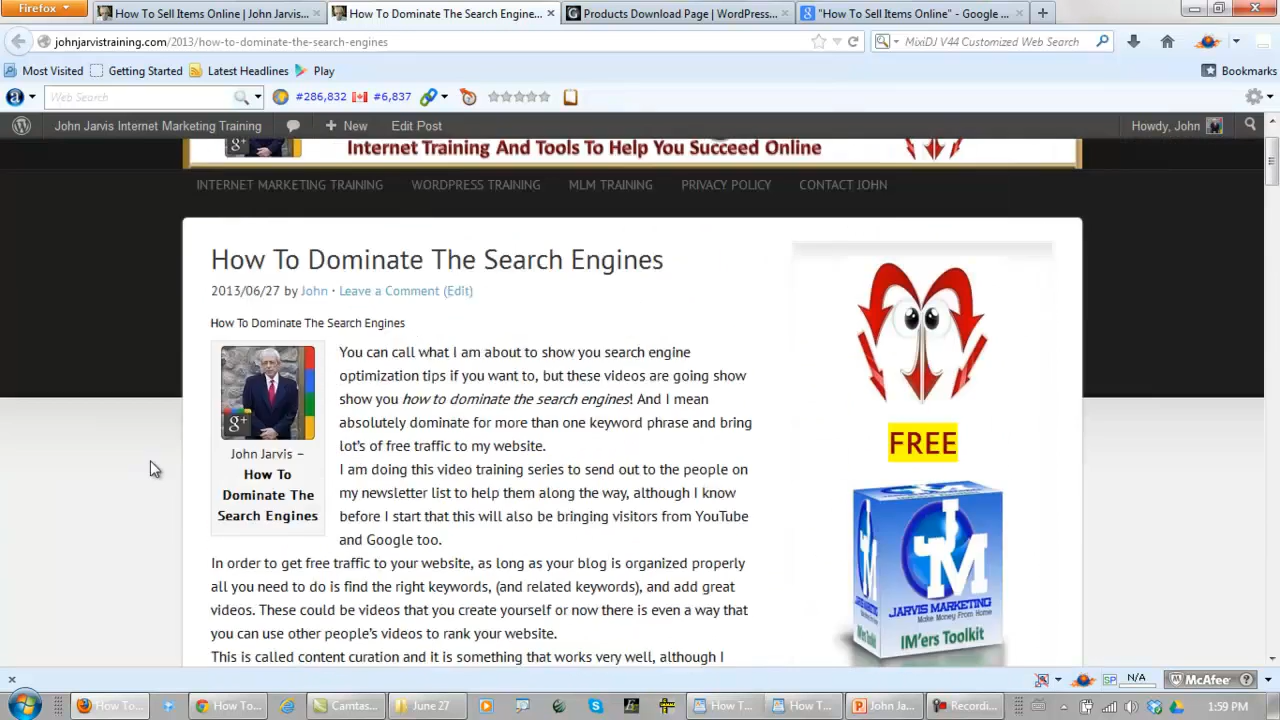 Firefox
How To Sell Items Online | John Jarvis...
How To Dominate The Search Engine...
Products Download Page | WordPress...
"How To Sell Items Online" - Google ...
johnjarvistraining.com/2013/how-to-dominate-the-search-engines
MixiDJ V44 Customized Web Search
Most Visited
Getting Started
Latest Headlines
Play
Bookmarks
Web Search
#286,832
#6,837
John Jarvis Internet Marketing Training
New
Edit Post
Howdy, John
g+
Internet Training And Tools To Help You Succeed Online
INTERNET MARKETING TRAINING
WORDPRESS TRAINING
MLM TRAINING
PRIVACY POLICY
CONTACT JOHN
How To Dominate The Search Engines
2013/06/27 by John · Leave a Comment (Edit)
How To Dominate The Search Engines
g+
John Jarvis –
How To
Dominate The
Search Engines
You can call what I am about to show you search engine
optimization tips if you want to, but these videos are going show
show you how to dominate the search engines! And I mean
absolutely dominate for more than one keyword phrase and bring
lot's of free traffic to my website.
I am doing this video training series to send out to the people on
my newsletter list to help them along the way, although I know
before I start that this will also be bringing visitors from YouTube
and Google too.
In order to get free traffic to your website, as long as your blog is organized properly
all you need to do is find the right keywords, (and related keywords), and add great
videos. These could be videos that you create yourself or now there is even a way that
you can use other people's videos to rank your website.
This is called content curation and it is something that works very well, although I
FREE
JM
JARVIS MARKETING
Make Money From Home
IM'ers Toolkit
SP
N/A
McAfee
How To...
How To...
Camtas...
June 27
How T...
How T...
John Ja...
Recordi...
1:59 PM